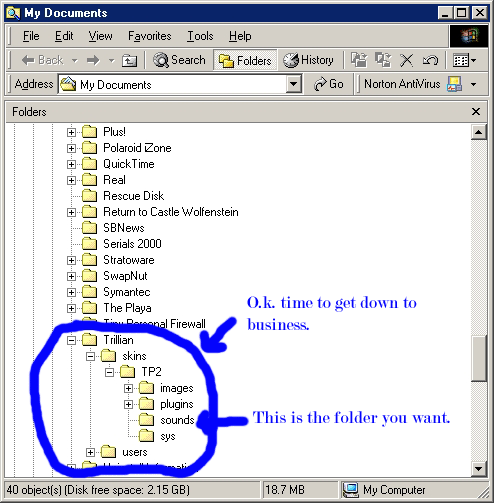 My Documents
File Edit View Favorites Tools Help
Back Search Folders History
Address My Documents Go Norton AntiVirus
Folders
Plus!
Polaroid iZone
QuickTime
Real
Rescue Disk
Return to Castle Wolfenstein
SBNews
Serials 2000
Stratoware
SwapNut
Symantec
The Playa
Tiny Personal Firewall
O.k. time to get down to
business.
Trillian
skins
TP2
images
plugins
sounds
This is the folder you want.
sys
users
Uninstall Information
40 object(s) (Disk free space: 2.15 GB) 18.7 MB My Computer